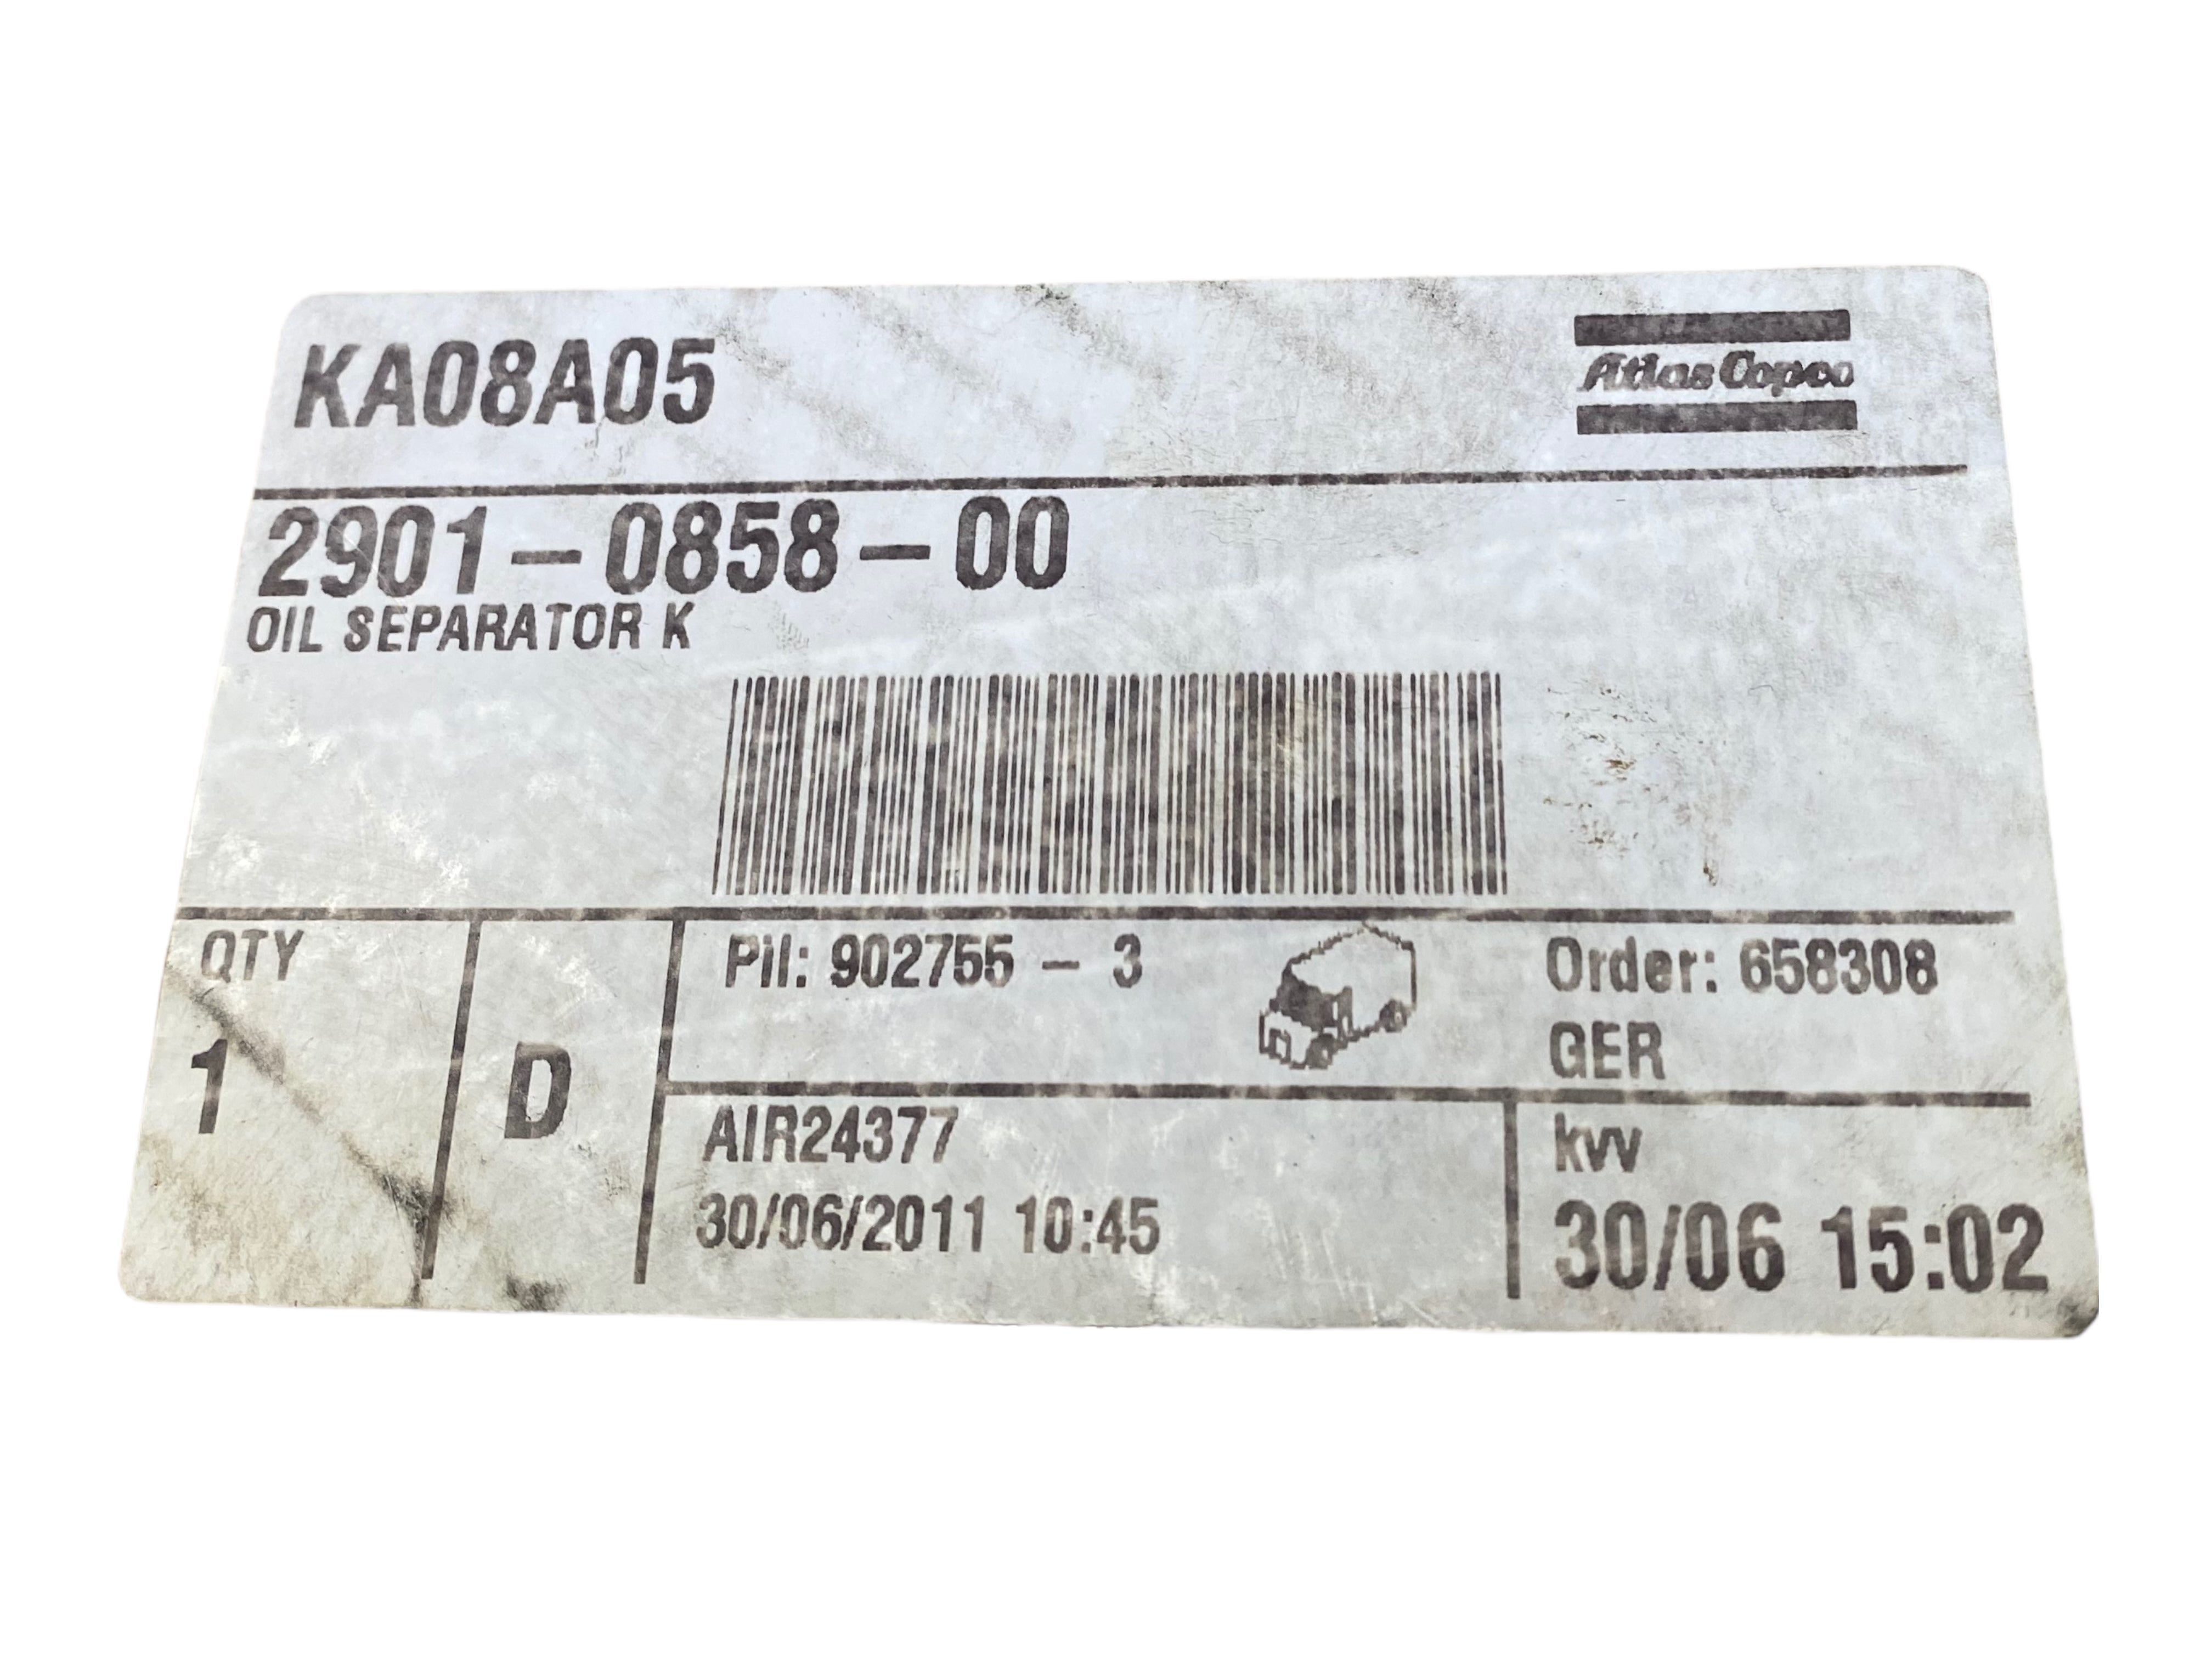 KA08A05
Atlas Copco
2901-0858-00
OIL SEPARATOR K
QTY
1
D
Pil: 902755 - 3
Order: 658308
GER
AIR24377
30/06/2011 10:45
kvv
30/06 15:02